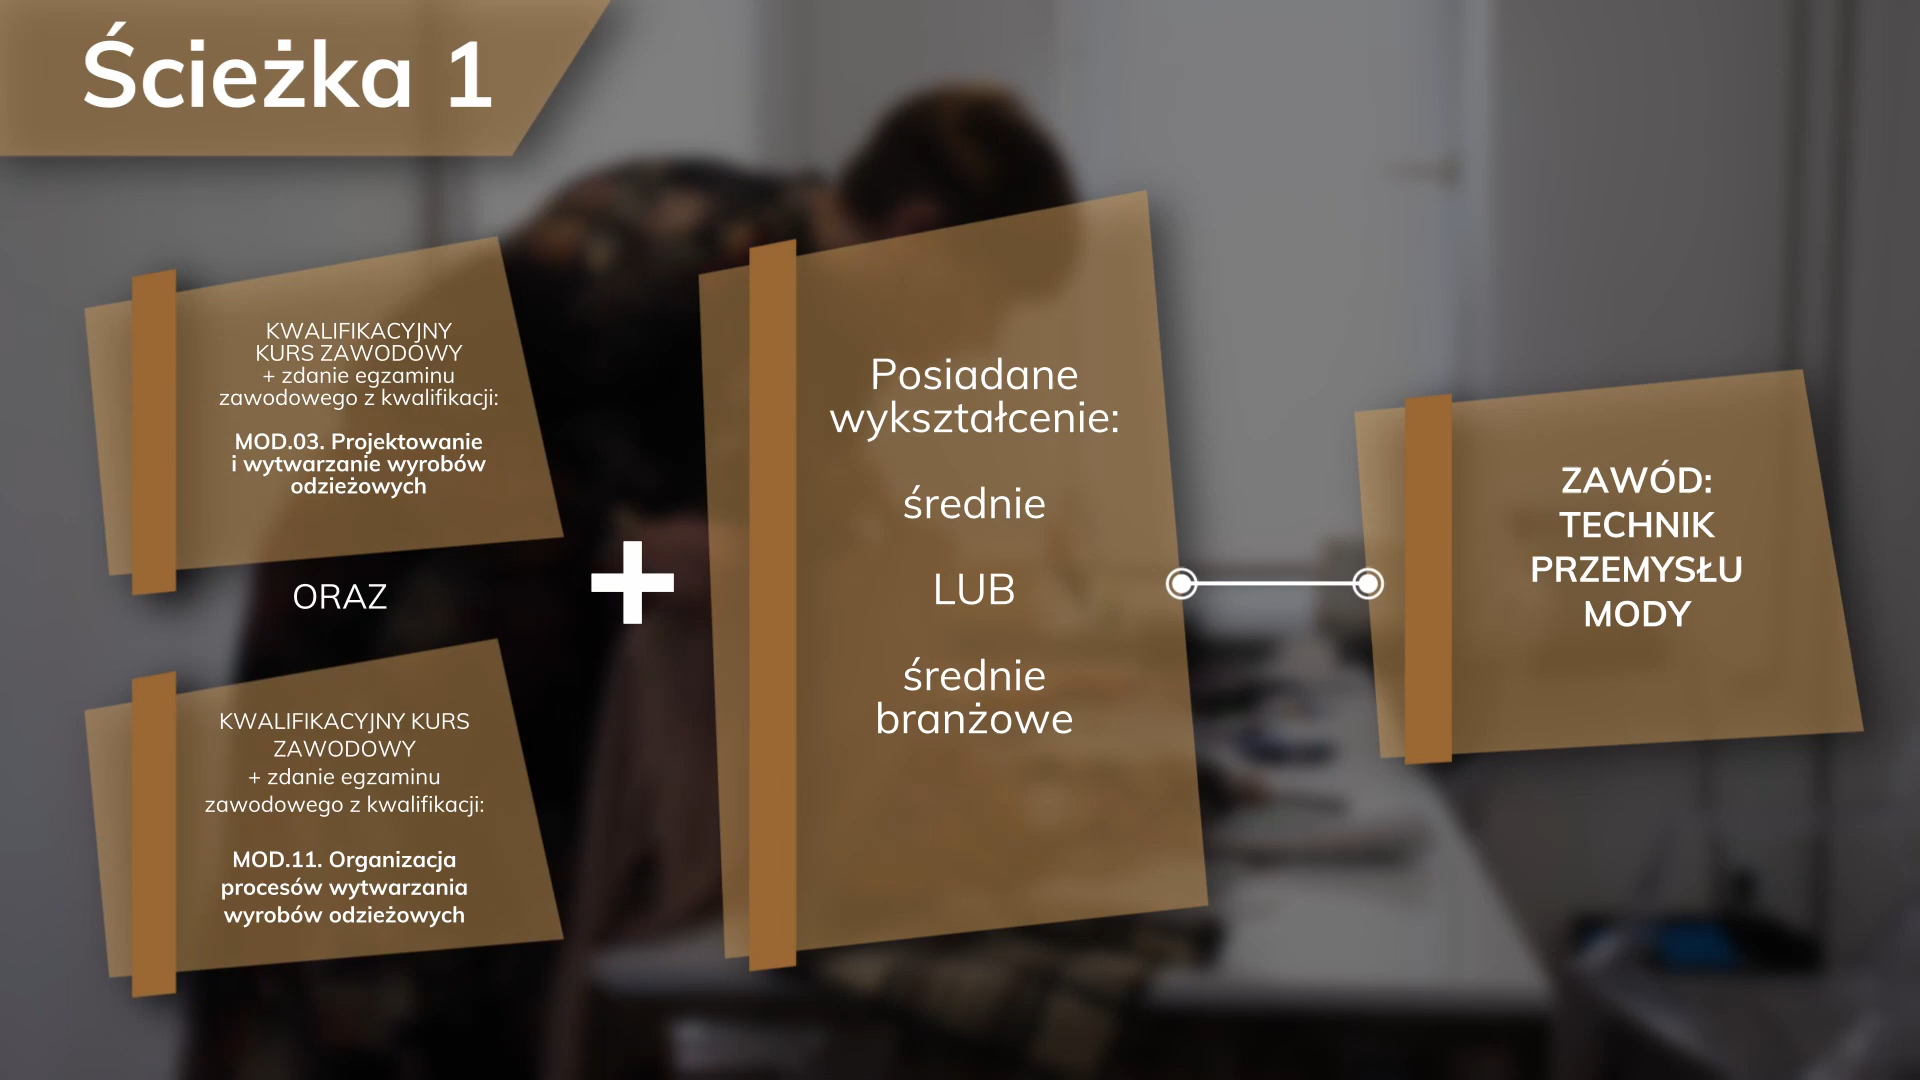 Ścieżka 1
KWALIFIKACYJNY
KURS ZAWODOWY
+ zdanie egzaminu
zawodowego z kwalifikacji:
MOD.03. Projektowanie
i wytwarzanie wyrobów
odzieżowych
ORAZ
KWALIFIKACYJNY KURS
ZAWODOWY
+ zdanie egzaminu
zawodowego z kwalifikacji:
MOD.11. Organizacja
procesów wytwarzania
wyrobów odzieżowych
+
Posiadane
wykształcenie:
średnie
LUB
średnie
branżowe
ZAWÓD:
TECHNIK
PRZEMYSŁU
MODY